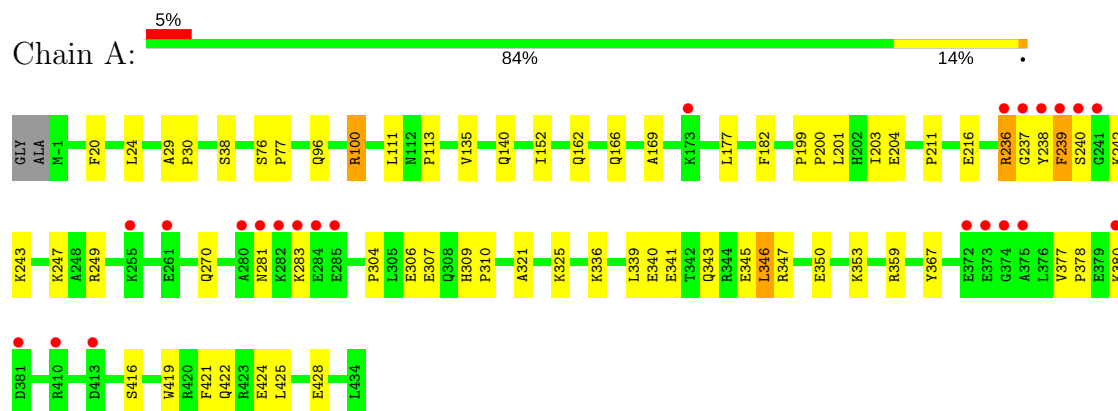 5%
Chain A:
84% 14% •
GLY ALA M-1 F20 L24 A29 P30 S38 S76 P77 Q96 R100 L111 N112 P113 V135 Q140 I152 Q162 Q166 A169 K173 L177 F182 P199 P200 L201 H202 I203 E204 P211 E216 R236 G237 Y238 F239 S240 G241
K243 K247 A248 R249 K255 E261 Q270 A280 N281 K282 K283 E284 E285 P304 L305 E306 E307 Q308 H309 P310 A321 K325 K336 L339 E340 E341 T342 Q343 R344 E345 L346 R347 E350 K353 R359 Y367 E372 E373 G374 A375 L376 V377 P378 E379 K380
D381 R410 D413 S416 W419 R420 F421 Q422 R423 E424 L425 E428 L434